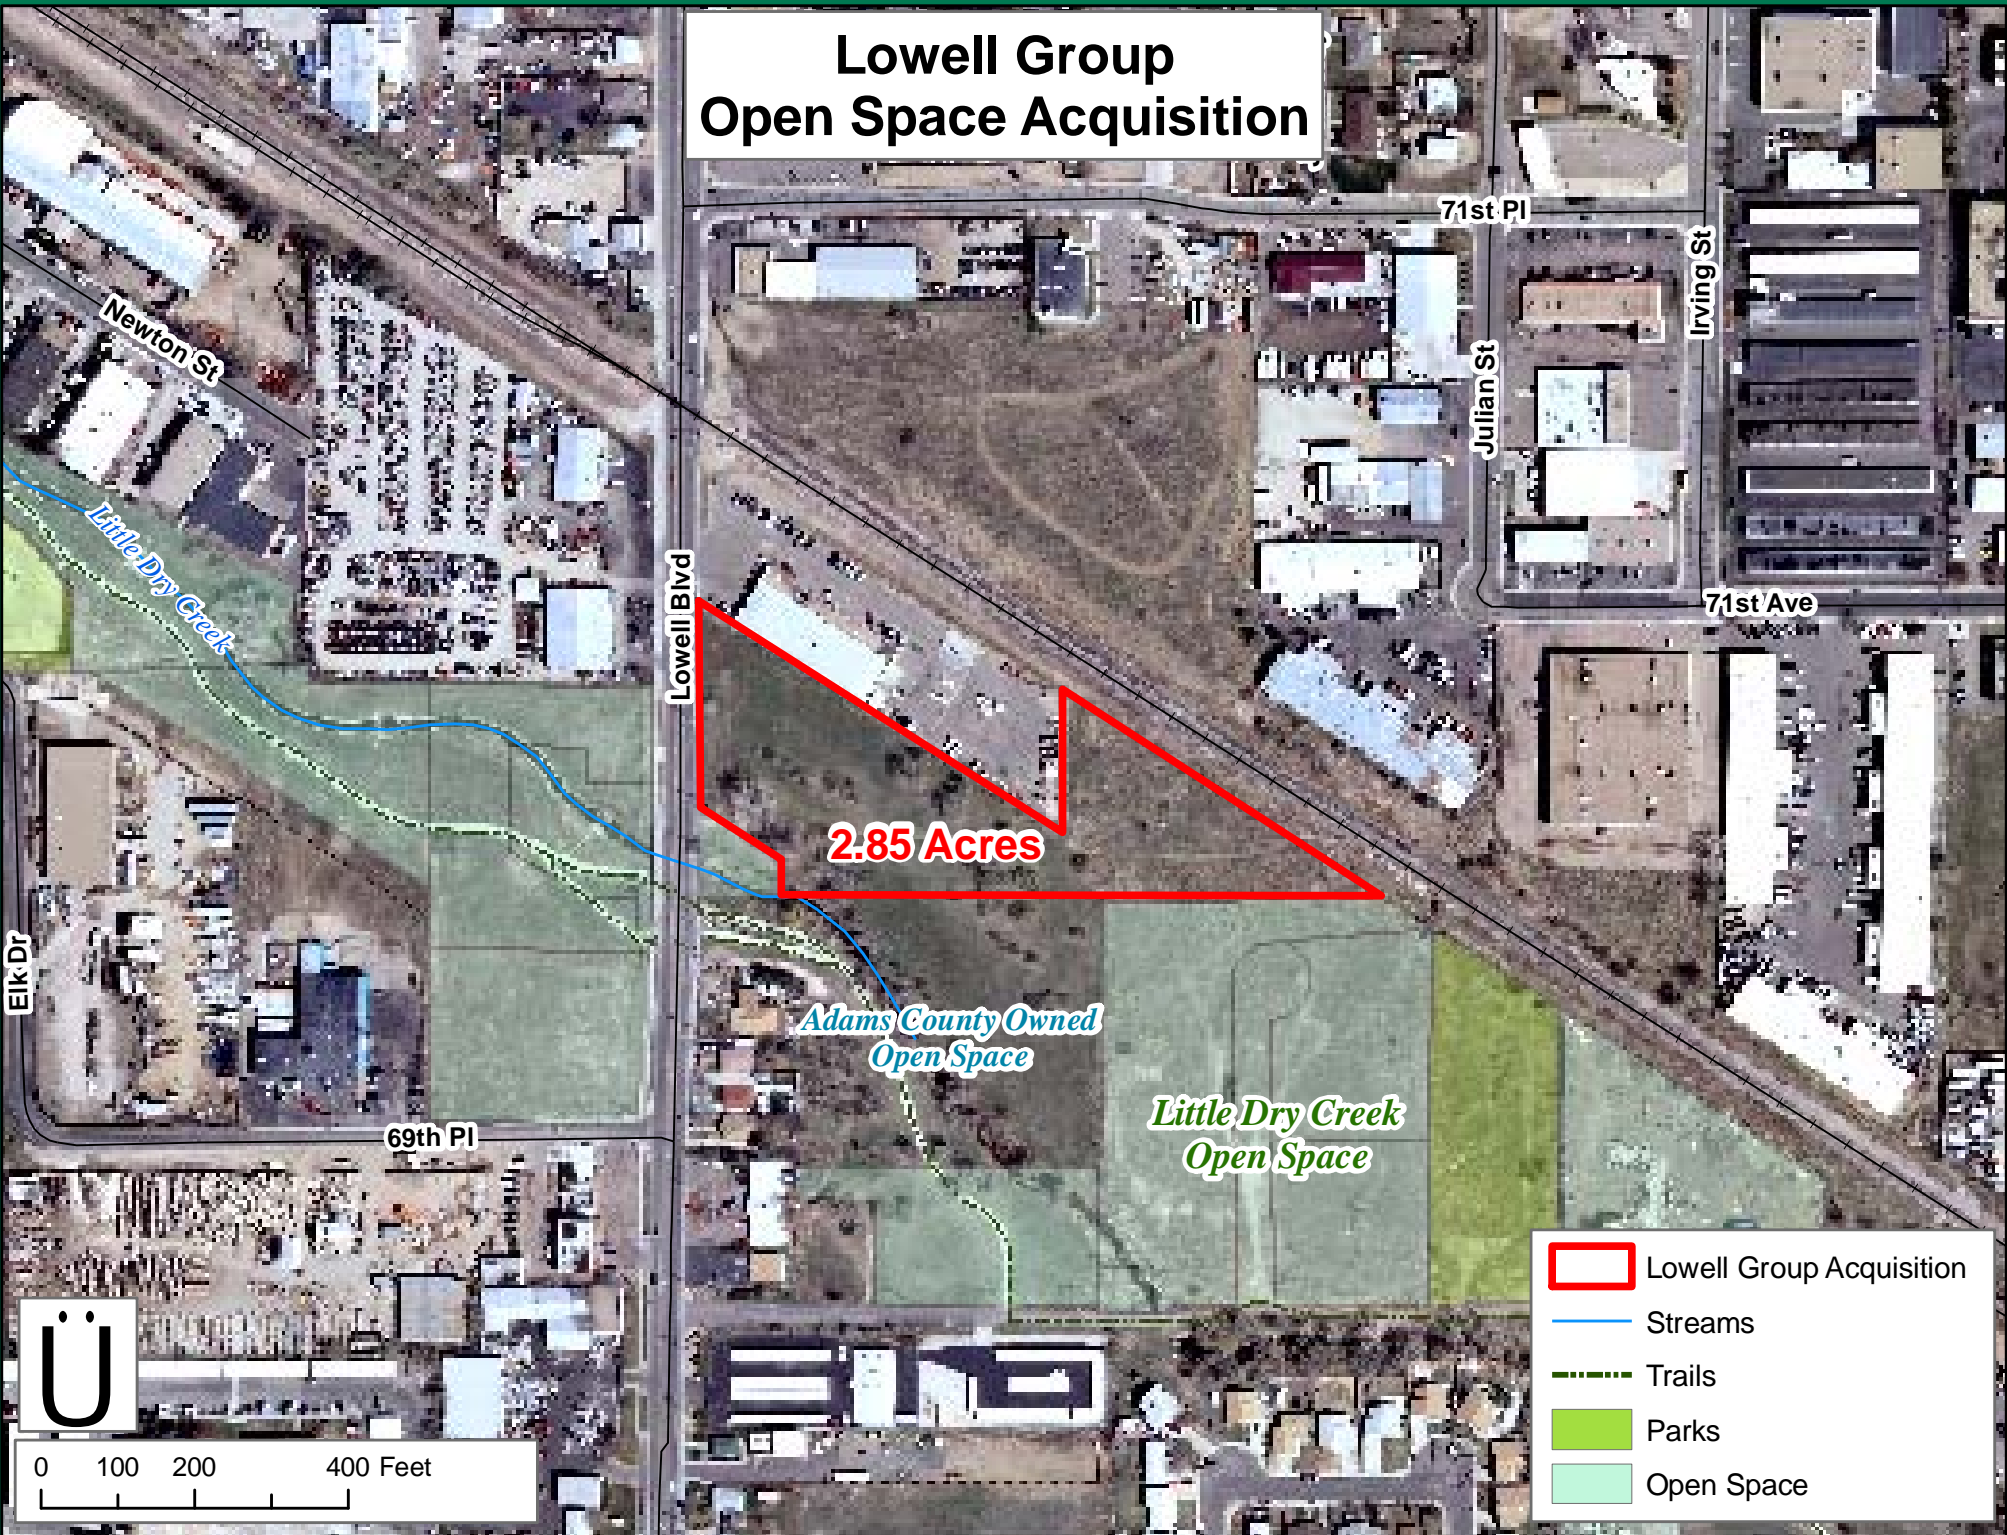 Lowell Group
Open Space Acquisition
71st Pl
Irving St
Newton St
Julian St
Little Dry Creek
Lowell Blvd
71st Ave
2.85 Acres
Elk Dr
Adams County Owned
Open Space
Little Dry Creek
Open Space
69th Pl
Lowell Group Acquisition
Streams
Trails
Parks
Open Space
Ü
0 100 200 400 Feet